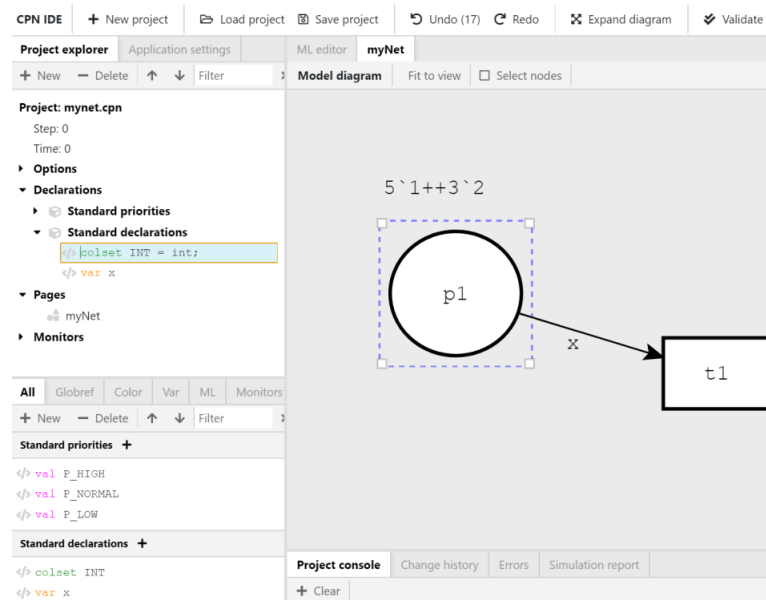 CPN IDE + New project Load project Save project Undo (17) Redo Expand diagram Validate
Project explorer Application settings ML editor myNet
+ New − Delete Filter Model diagram Fit to view Select nodes
Project: mynet.cpn
Step: 0
Time: 0
Options
Declarations
Standard priorities
Standard declarations
</> colset INT = int;
</> var x
Pages
myNet
Monitors
5`1++3`2
p1
x
t1
All Globref Color Var ML Monitors
+ New − Delete Filter
Standard priorities +
</> val P_HIGH
</> val P_NORMAL
</> val P_LOW
Standard declarations +
</> colset INT
</> var x
Project console Change history Errors Simulation report
+ Clear